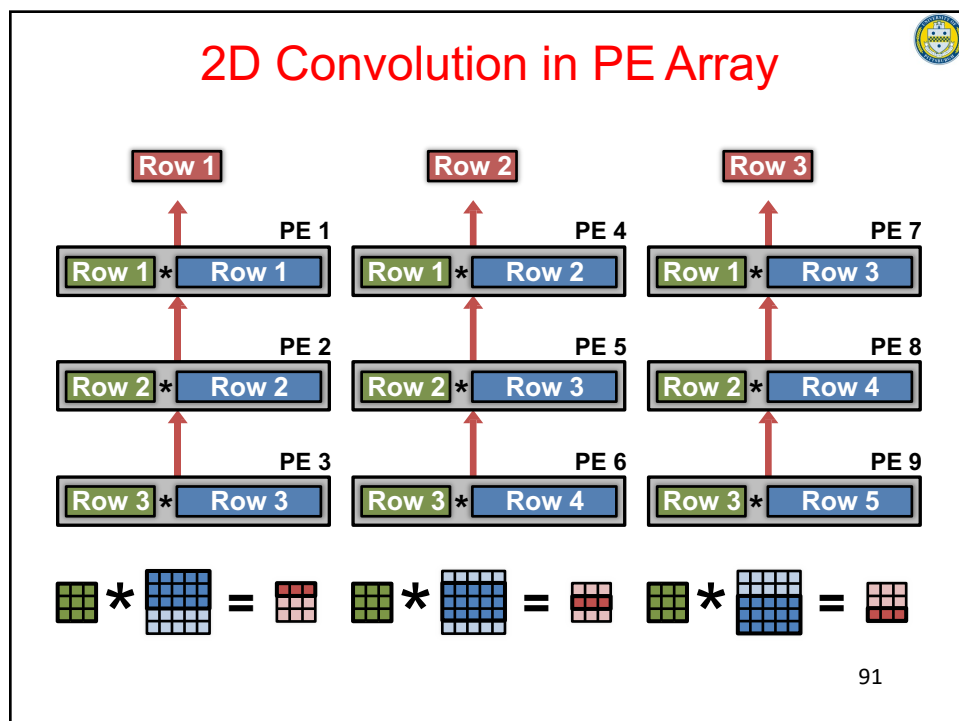 2D Convolution in PE Array
Row 1 Row 2 Row 3
PE 1 PE 4 PE 7
Row 1 * Row 1 Row 1 * Row 2 Row 1 * Row 3
PE 2 PE 5 PE 8
Row 2 * Row 2 Row 2 * Row 3 Row 2 * Row 4
PE 3 PE 6 PE 9
Row 3 * Row 3 Row 3 * Row 4 Row 3 * Row 5
* = * = * =
91